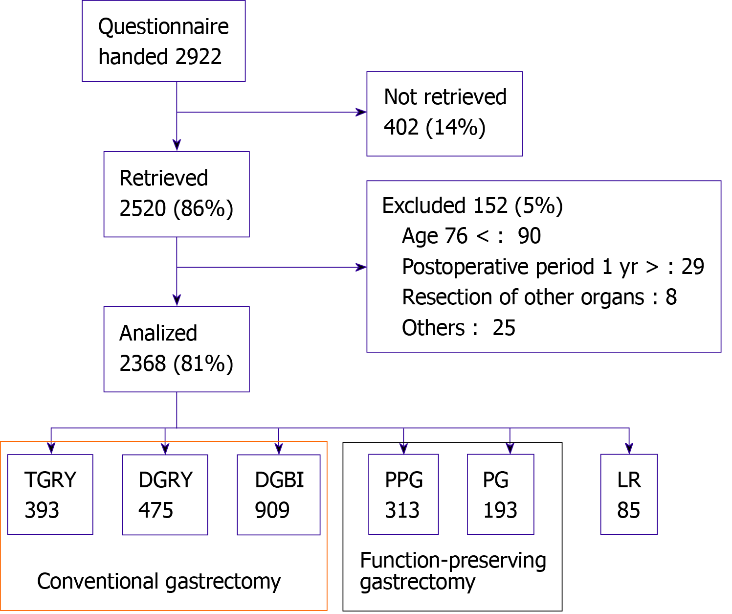 Questionnaire
handed 2922
Not retrieved
402 (14%)
Retrieved
2520 (86%)
Excluded 152 (5%)
Age 76 < : 90
Postoperative period 1 yr > : 29
Resection of other organs : 8
Others : 25
Analized
2368 (81%)
TGRY
393
DGRY
475
DGBI
909
PPG
313
PG
193
LR
85
Conventional gastrectomy
Function-preserving
gastrectomy